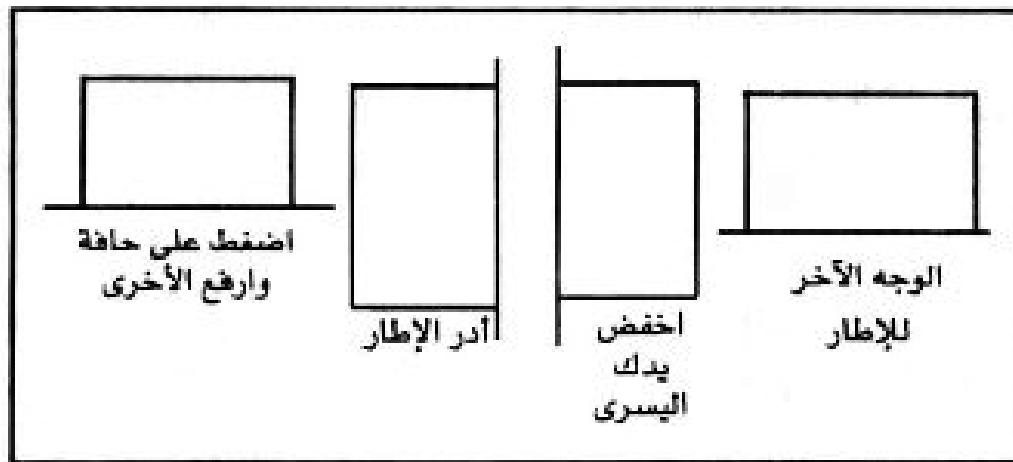 اضغط على حافة
وارفع الأخرى
أدر الإطار
اخفض
يدك
اليسرى
الوجه الآخر
للإطار